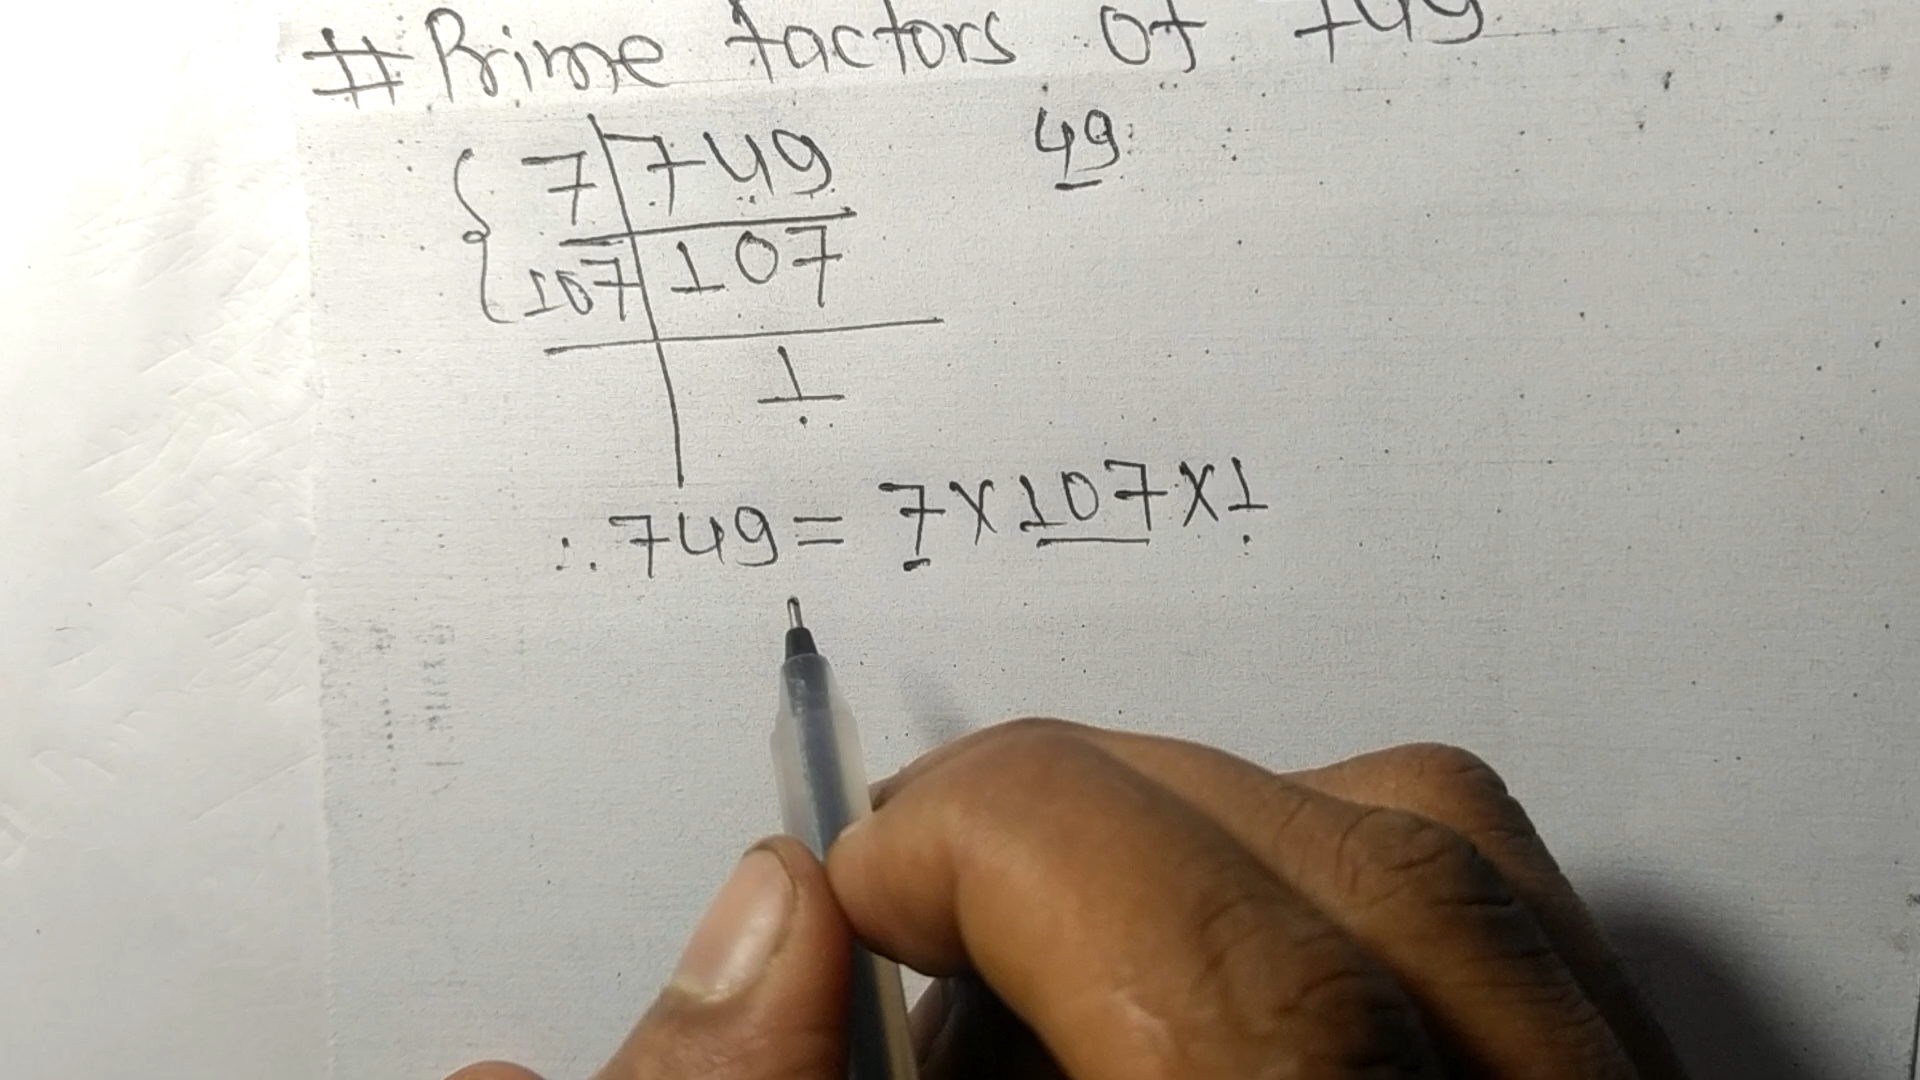 # Prime factors of 749
7 749 49
107 107
1
∴ 749 = 7 X 107 X 1